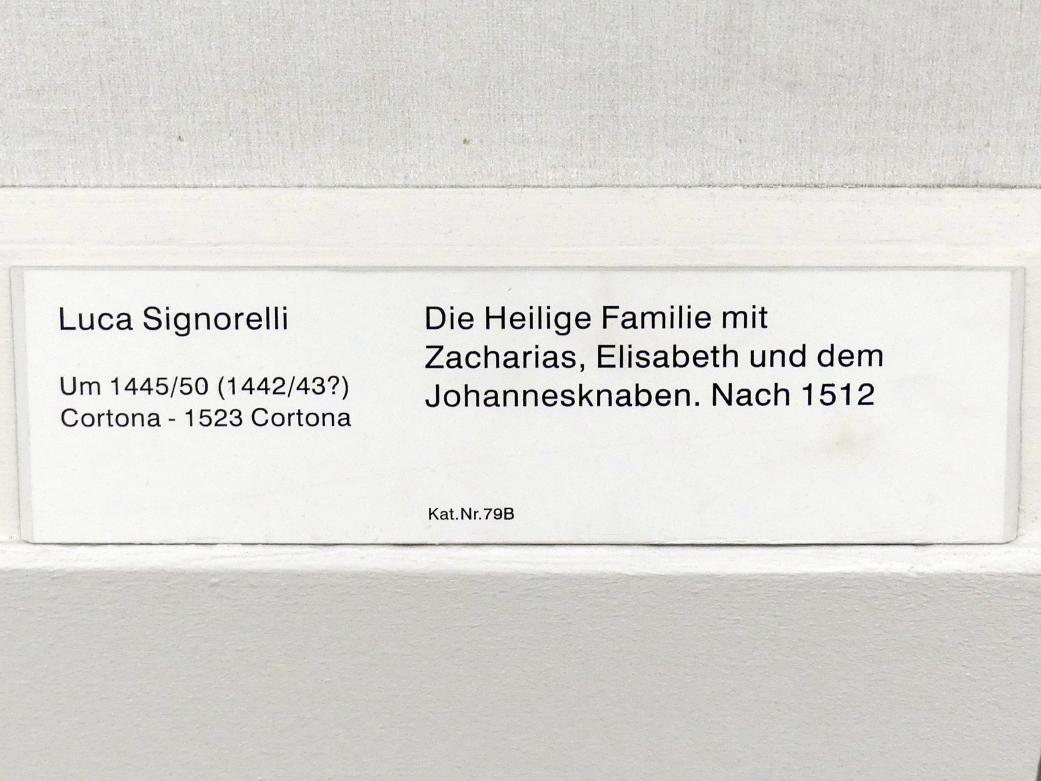 Luca Signorelli
Um 1445/50 (1442/43?)
Cortona - 1523 Cortona
Die Heilige Familie mit
Zacharias, Elisabeth und dem
Johannesknaben. Nach 1512
Kat.Nr.79B